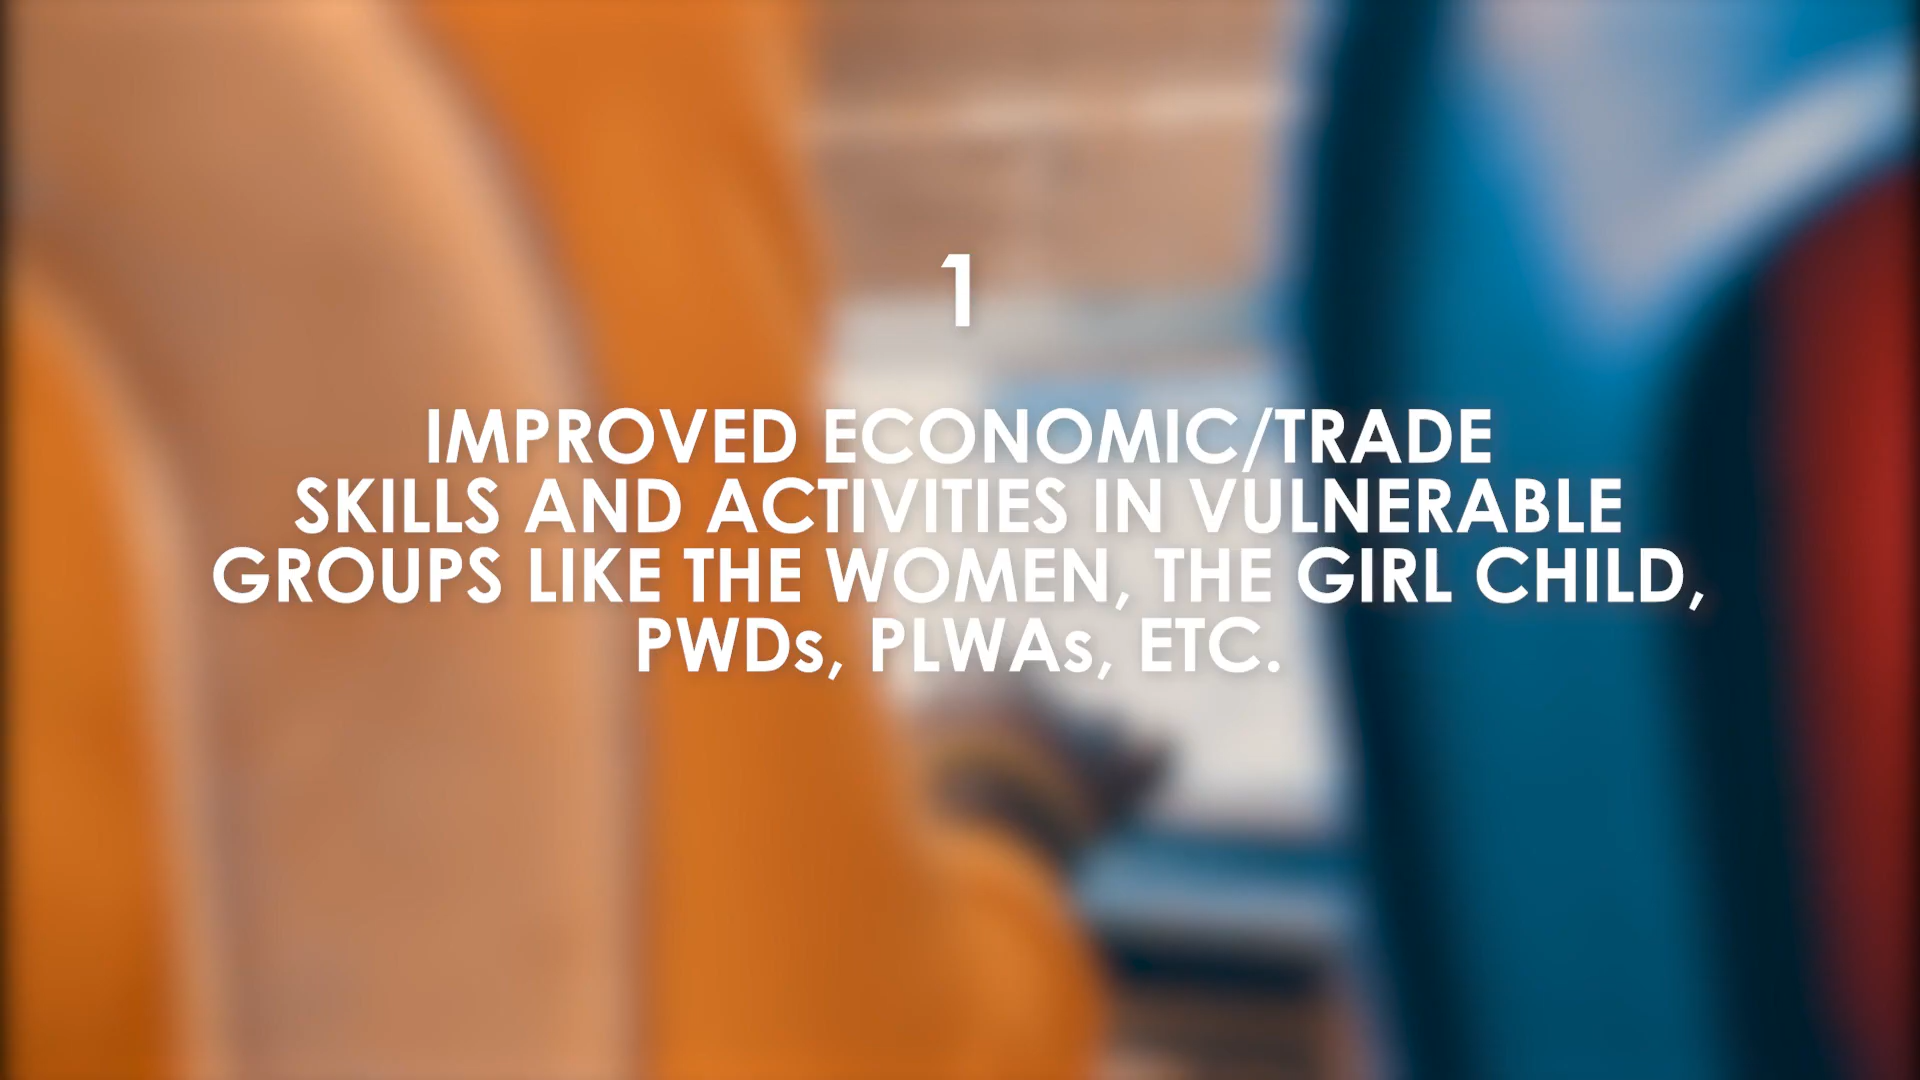 1
IMPROVED ECONOMIC/TRADE
SKILLS AND ACTIVITIES IN VULNERABLE
GROUPS LIKE THE WOMEN, THE GIRL CHILD,
PWDs, PLWAs, ETC.